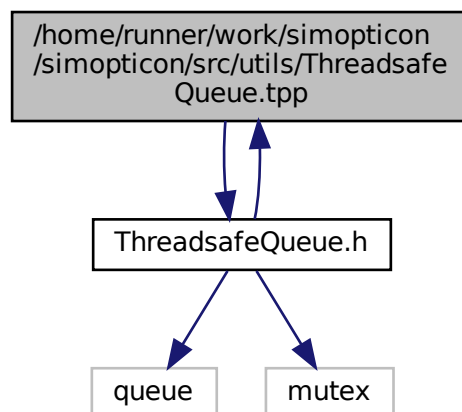 /home/runner/work/simopticon
/simopticon/src/utils/Threadsafe
Queue.tpp
ThreadsafeQueue.h
queue
mutex